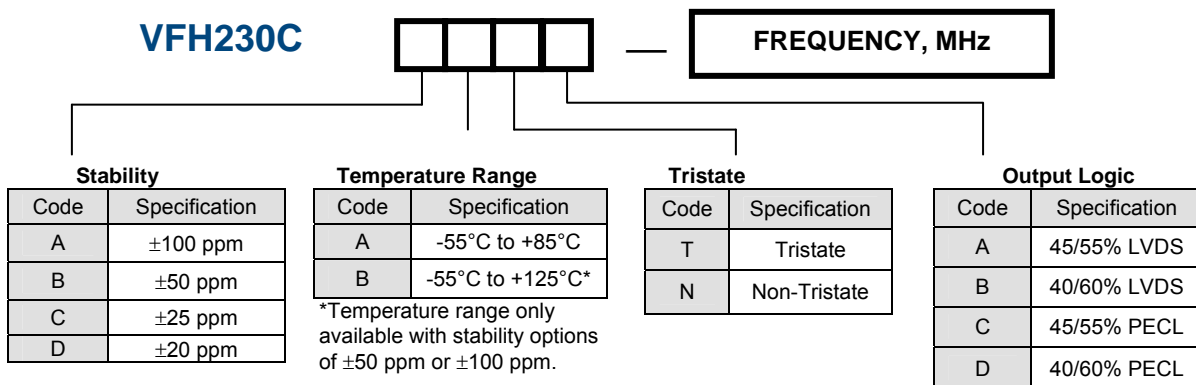 VFH230C — FREQUENCY, MHz
Stability
Code Specification
A ±100 ppm
B ±50 ppm
C ±25 ppm
D ±20 ppm
Temperature Range
Code Specification
A -55°C to +85°C
B -55°C to +125°C*
*Temperature range only
available with stability options
of ±50 ppm or ±100 ppm.
Tristate
Code Specification
T Tristate
N Non-Tristate
Output Logic
Code Specification
A 45/55% LVDS
B 40/60% LVDS
C 45/55% PECL
D 40/60% PECL